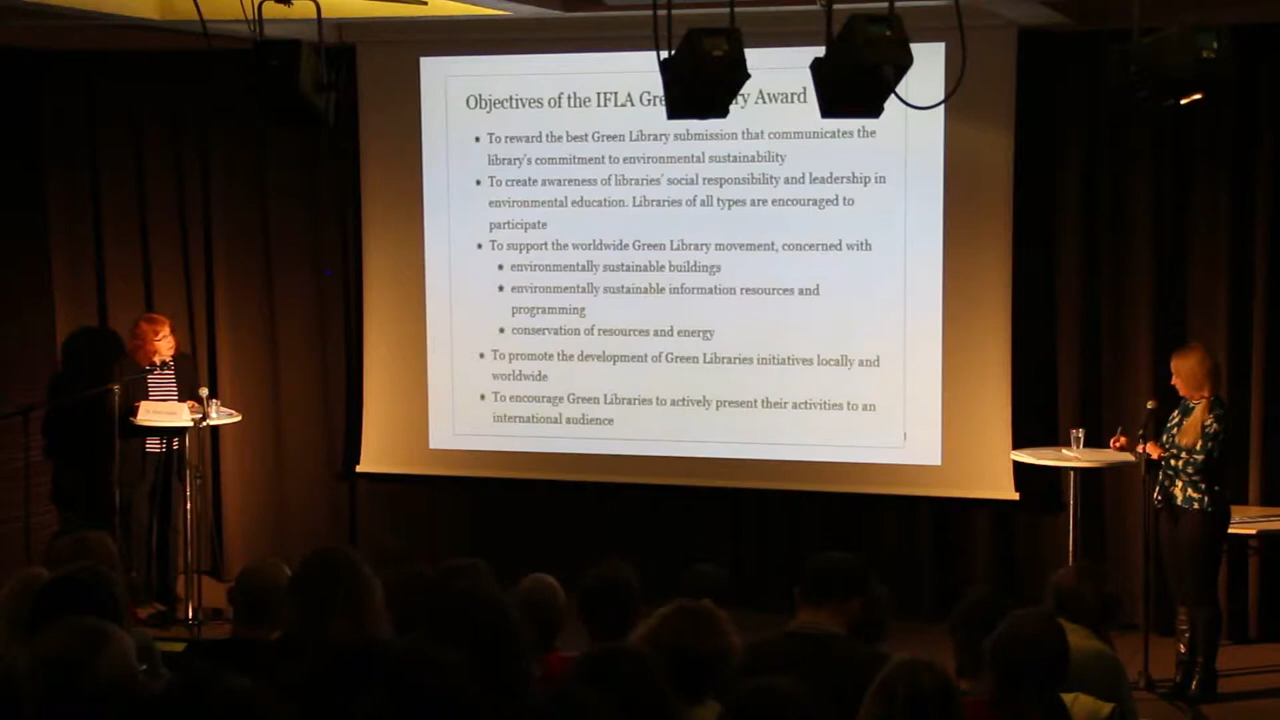 Objectives of the IFLA Gre ry Award
• To reward the best Green Library submission that communicates the
library's commitment to environmental sustainability
• To create awareness of libraries' social responsibility and leadership in
environmental education. Libraries of all types are encouraged to
participate
• To support the worldwide Green Library movement, concerned with
• environmentally sustainable buildings
• environmentally sustainable information resources and
programming
• conservation of resources and energy
• To promote the development of Green Libraries initiatives locally and
worldwide
• To encourage Green Libraries to actively present their activities to an
international audience